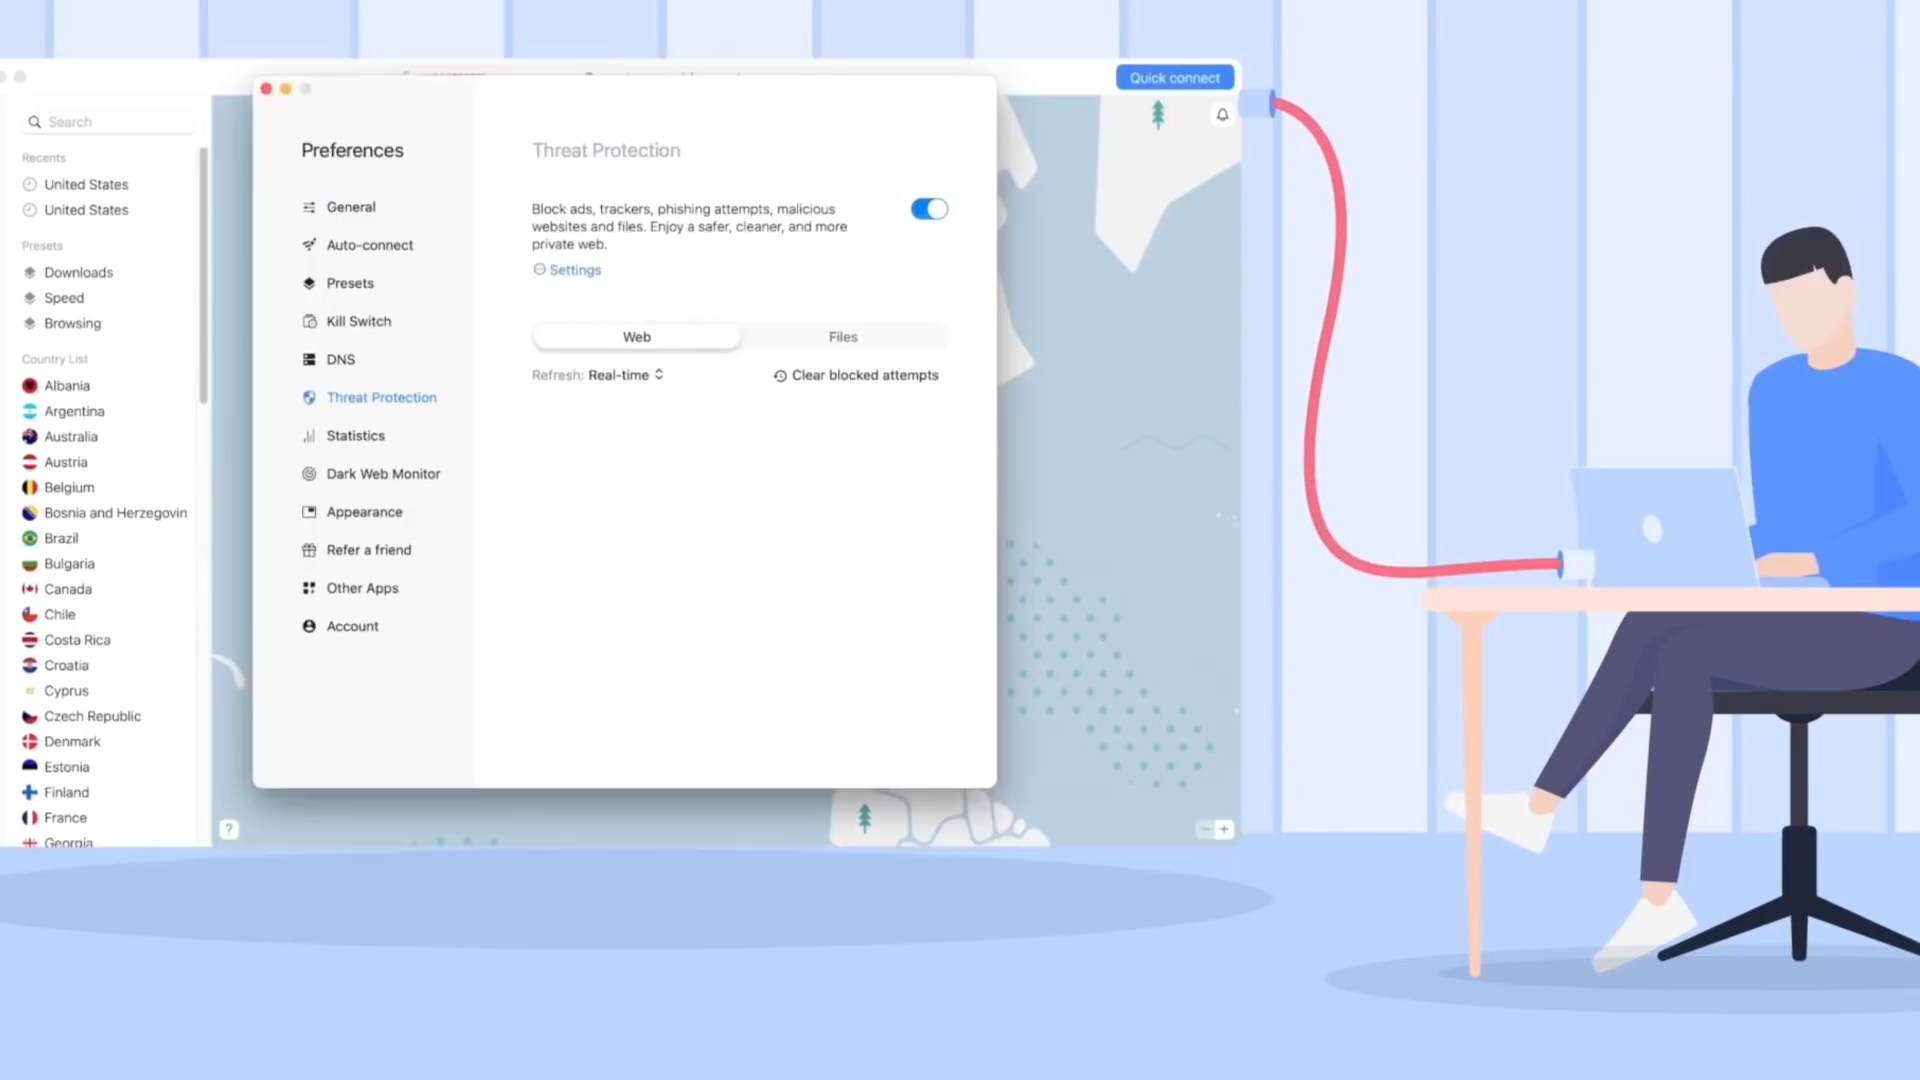 Quick connect
Search
Recents
United States
United States
Presets
Downloads
Speed
Browsing
Country List
Albania
Argentina
Australia
Austria
Belgium
Bosnia and Herzegovin
Brazil
Bulgaria
Canada
Chile
Costa Rica
Croatia
Cyprus
Czech Republic
Denmark
Estonia
Finland
France
Georgia
Preferences
General
Auto-connect
Presets
Kill Switch
DNS
Threat Protection
Statistics
Dark Web Monitor
Appearance
Refer a friend
Other Apps
Account
Threat Protection
Block ads, trackers, phishing attempts, malicious
websites and files. Enjoy a safer, cleaner, and more
private web.
Settings
Web
Files
Refresh: Real-time
Clear blocked attempts
?